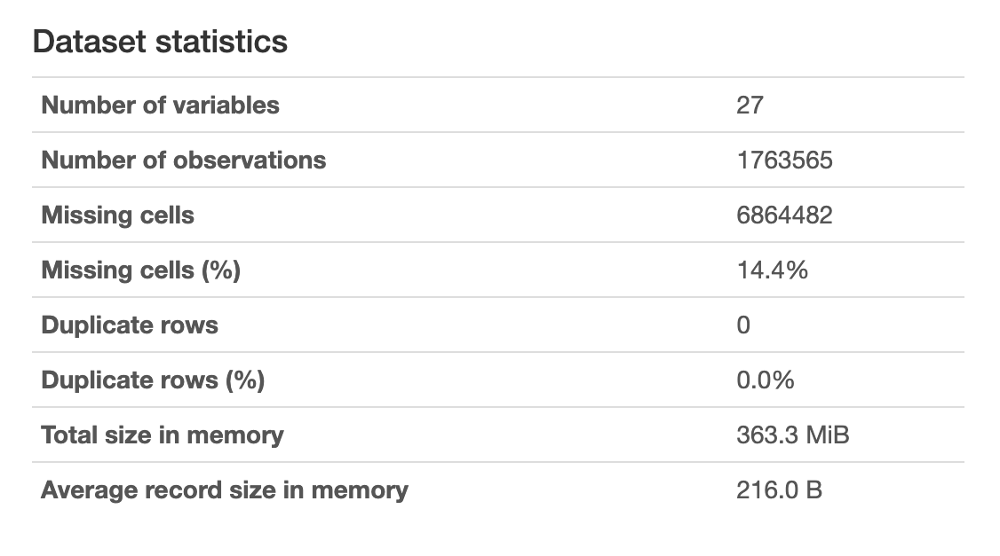 Dataset statistics
Number of variables 27
Number of observations 1763565
Missing cells 6864482
Missing cells (%) 14.4%
Duplicate rows 0
Duplicate rows (%) 0.0%
Total size in memory 363.3 MiB
Average record size in memory 216.0 B